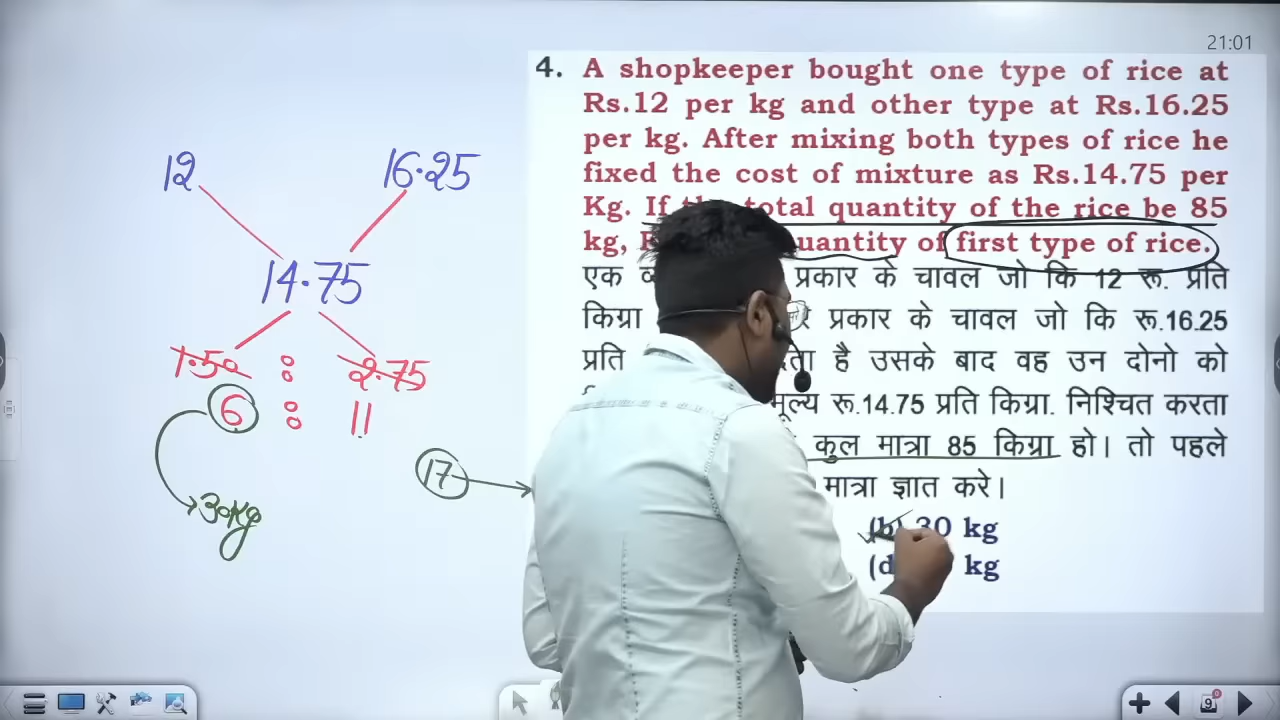 21:01
4. A shopkeeper bought one type of rice at
Rs.12 per kg and other type at Rs.16.25
per kg. After mixing both types of rice he
fixed the cost of mixture as Rs.14.75 per
Kg. If the total quantity of the rice be 85
kg, quantity of first type of rice.
एक प्रकार के चावल जो कि 12 रू. प्रति
किग्रा प्रकार के चावल जो कि रू.16.25
प्रति है उसके बाद वह उन दोनो को
मूल्य रू.14.75 प्रति किग्रा. निश्चित करता
कुल मात्रा 85 किग्रा हो। तो पहले
मात्रा ज्ञात करे।
(b) 30 kg
(d kg
12 16.25
14.75
1.50 : 2.75
6 : 11
17
30kg
9